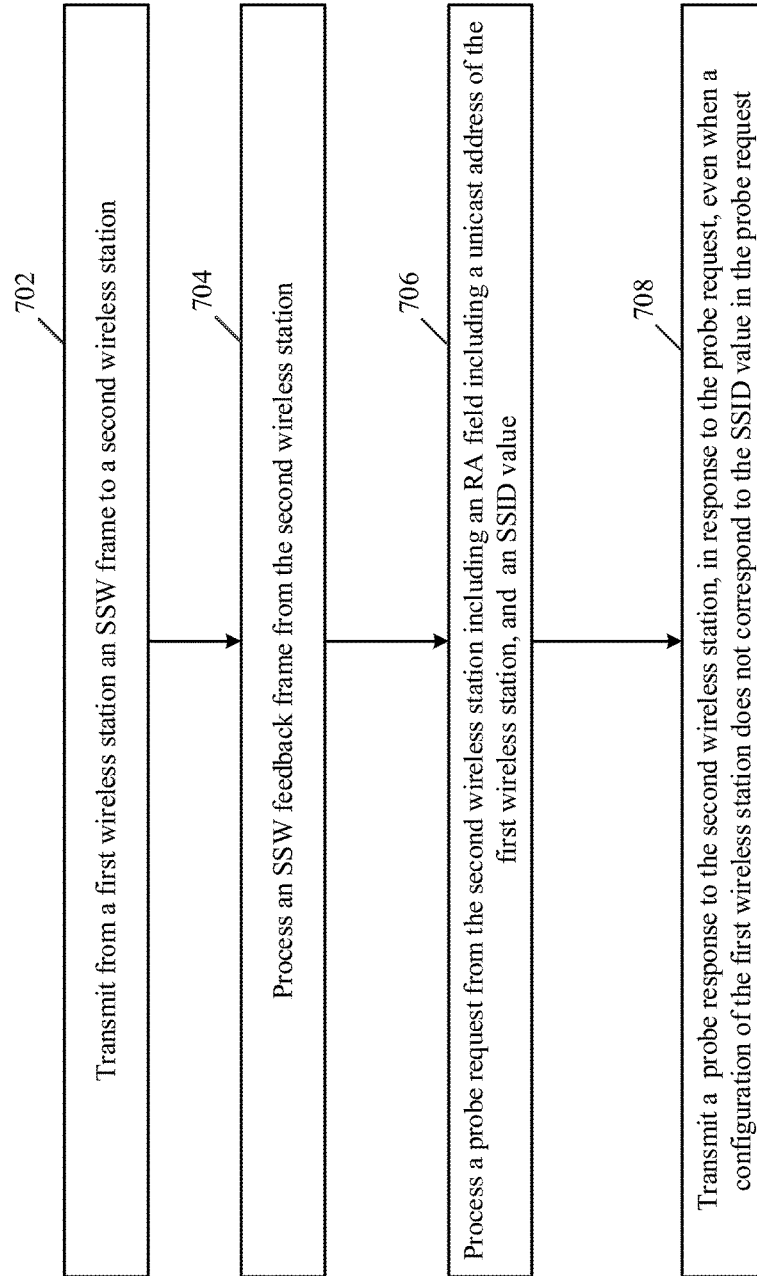 702
Transmit from a first wireless station an SSW frame to a second wireless station
704
Process an SSW feedback frame from the second wireless station
706
Process a probe request from the second wireless station including an RA field including a unicast address of the
first wireless station, and an SSID value
708
Transmit a probe response to the second wireless station, in response to the probe request, even when a
configuration of the first wireless station does not correspond to the SSID value in the probe request